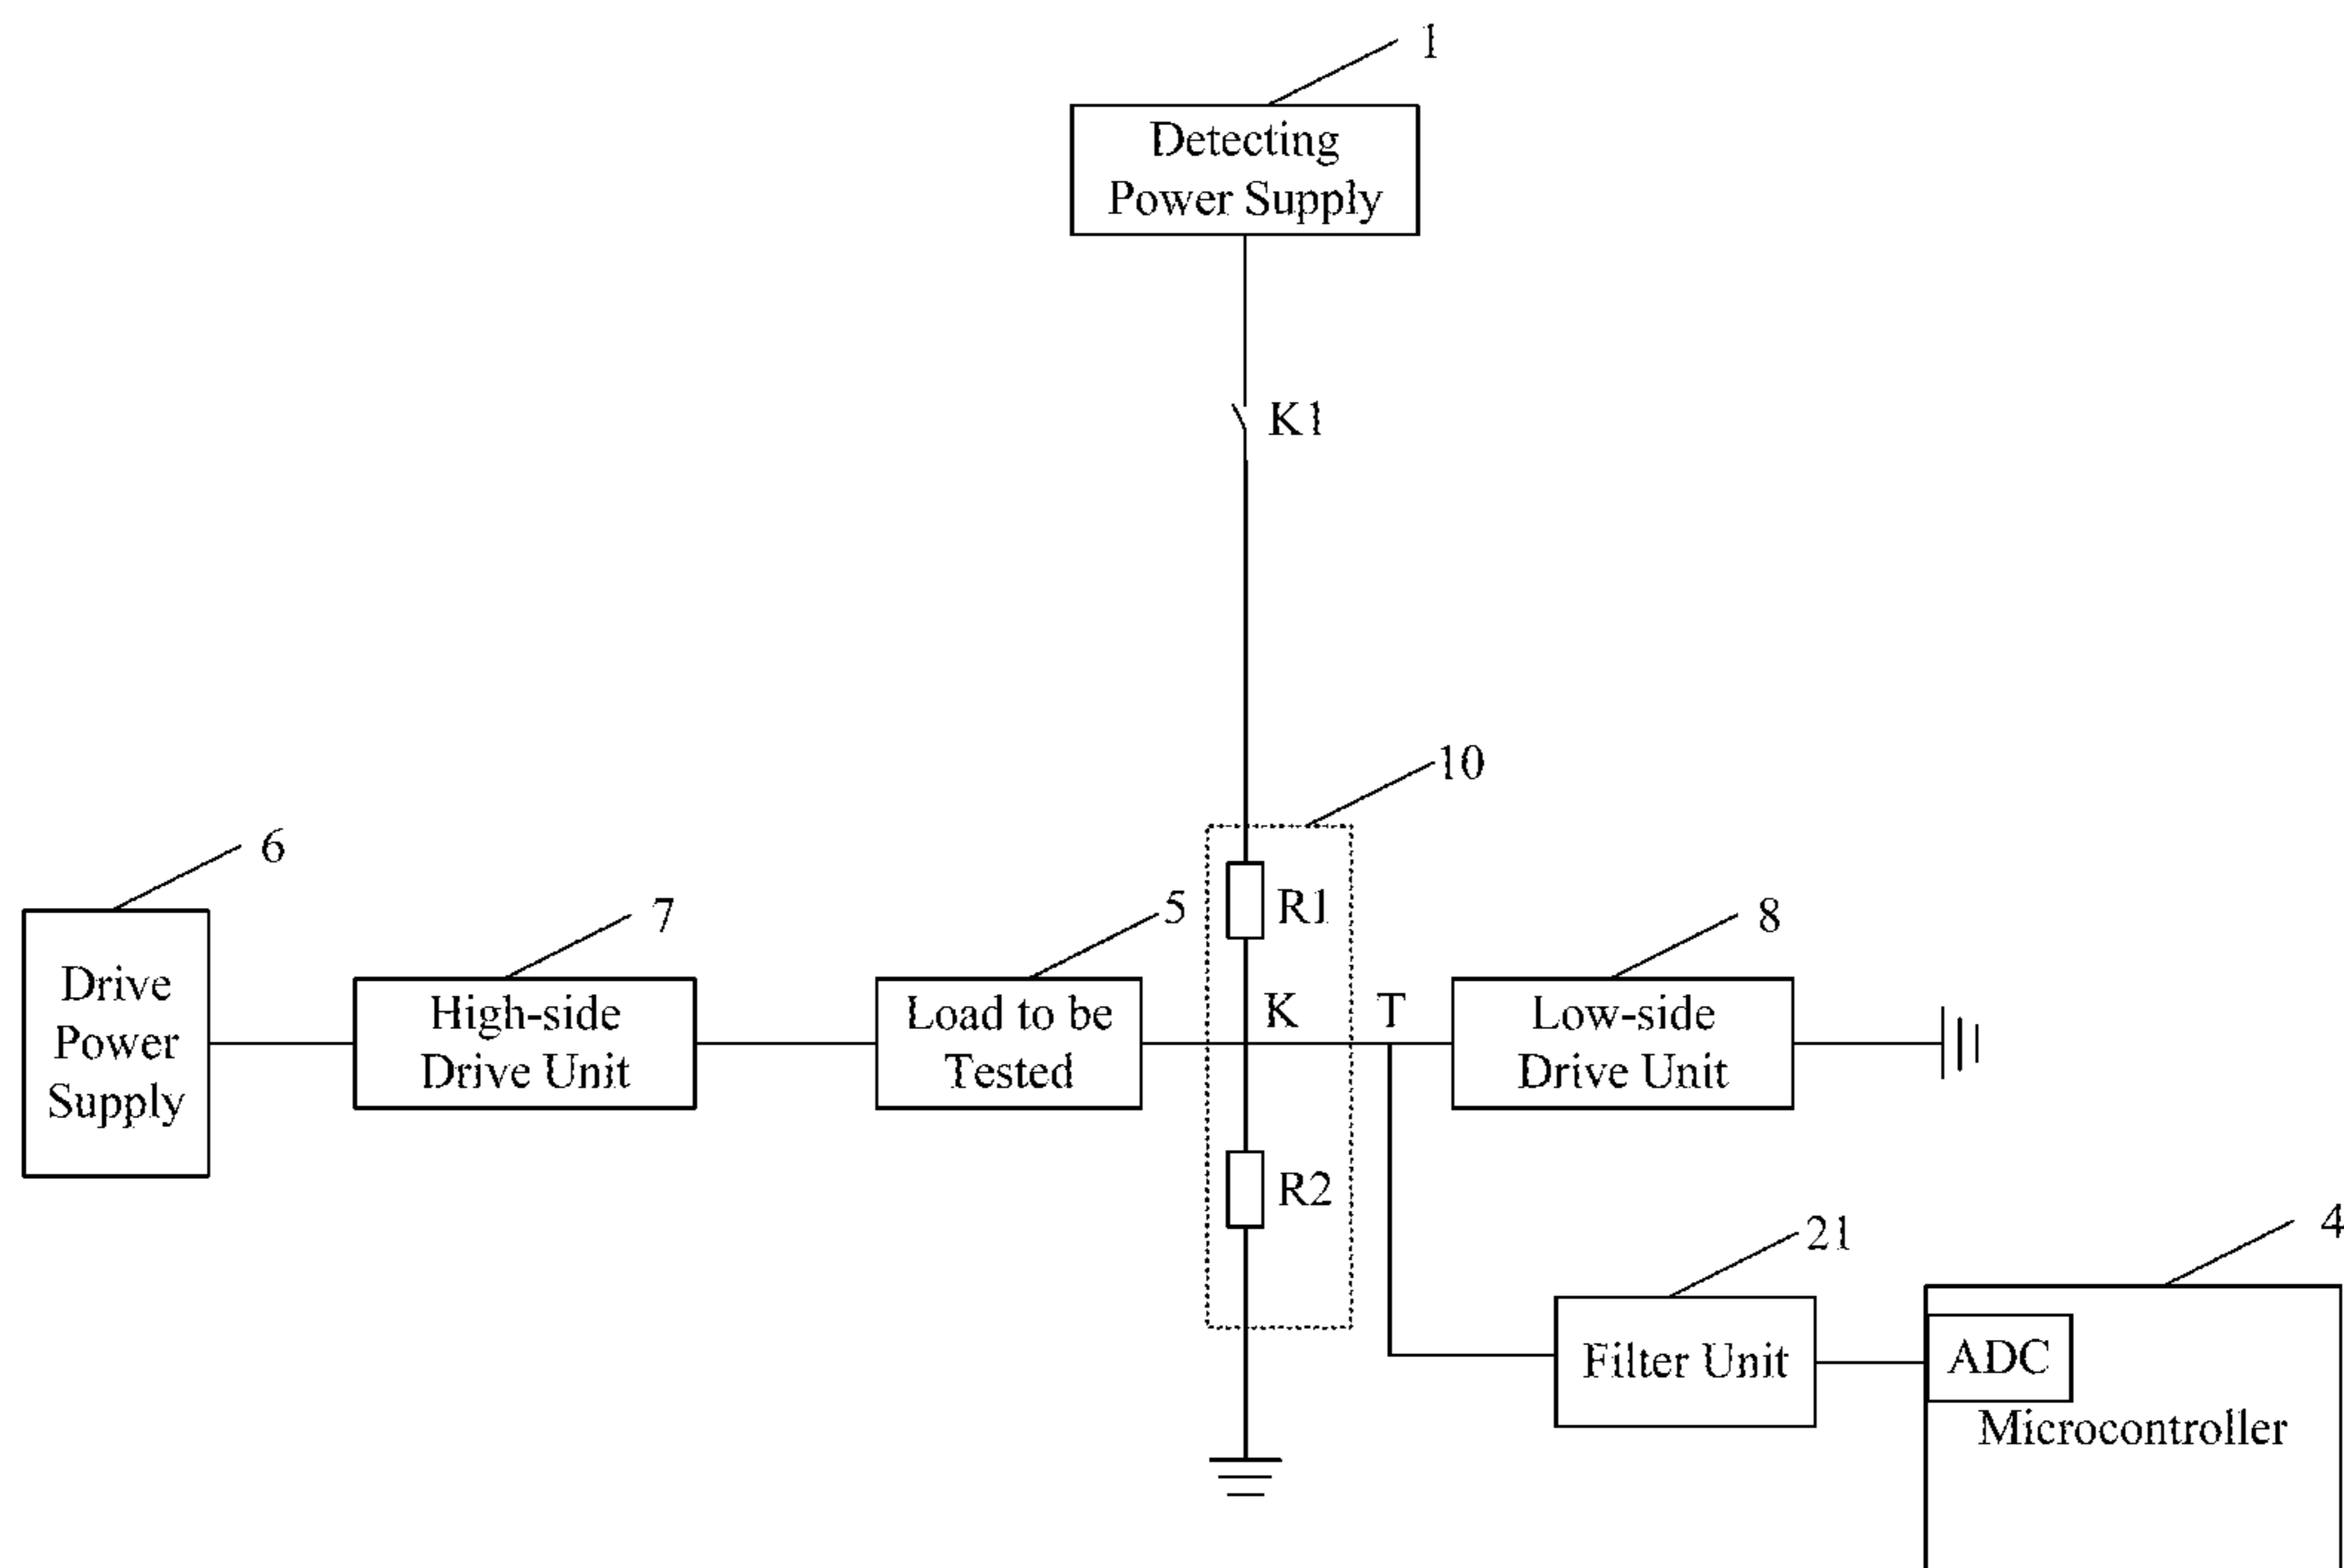 1
Detecting
Power Supply
K1
10
6
7
5
R1
8
Drive
Power
Supply
High-side
Drive Unit
Load to be
Tested
K
T
Low-side
Drive Unit
R2
21
4
Filter Unit
ADC
Microcontroller